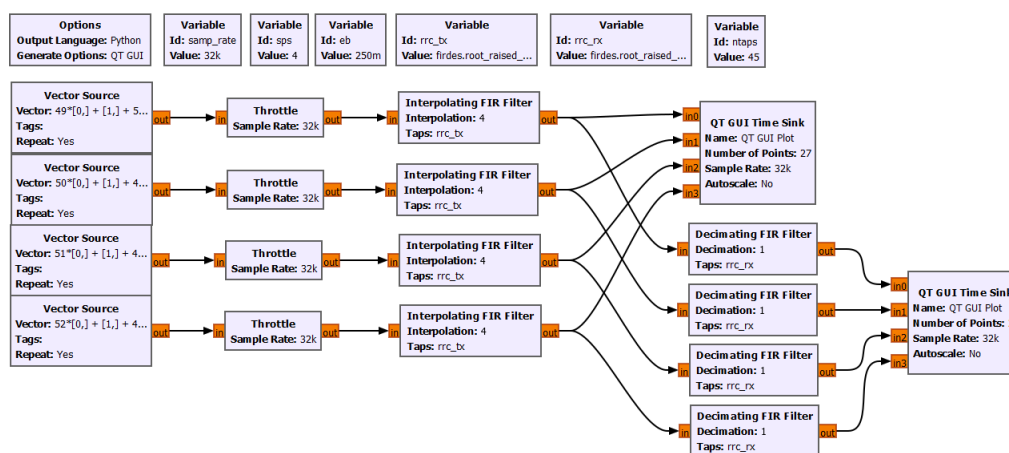 Options
Output Language: Python
Generate Options: QT GUI
Variable
Id: samp_rate
Value: 32k
Variable
Id: sps
Value: 4
Variable
Id: eb
Value: 250m
Variable
Id: rrc_tx
Value: firdes.root_raised_...
Variable
Id: rrc_rx
Value: firdes.root_raised_...
Variable
Id: ntaps
Value: 45
Vector Source
Vector: 49*[0,] + [1,] + 5...
Tags:
Repeat: Yes
out
in
Throttle
Sample Rate: 32k
out
in
Interpolating FIR Filter
Interpolation: 4
Taps: rrc_tx
out
Vector Source
Vector: 50*[0,] + [1,] + 4...
Tags:
Repeat: Yes
out
in
Throttle
Sample Rate: 32k
out
in
Interpolating FIR Filter
Interpolation: 4
Taps: rrc_tx
out
Vector Source
Vector: 51*[0,] + [1,] + 4...
Tags:
Repeat: Yes
out
in
Throttle
Sample Rate: 32k
out
in
Interpolating FIR Filter
Interpolation: 4
Taps: rrc_tx
out
Vector Source
Vector: 52*[0,] + [1,] + 4...
Tags:
Repeat: Yes
out
in
Throttle
Sample Rate: 32k
out
in
Interpolating FIR Filter
Interpolation: 4
Taps: rrc_tx
out
in0
in1
in2
in3
QT GUI Time Sink
Name: QT GUI Plot
Number of Points: 27
Sample Rate: 32k
Autoscale: No
in
Decimating FIR Filter
Decimation: 1
Taps: rrc_rx
out
in
Decimating FIR Filter
Decimation: 1
Taps: rrc_rx
out
in
Decimating FIR Filter
Decimation: 1
Taps: rrc_rx
out
in
Decimating FIR Filter
Decimation: 1
Taps: rrc_rx
out
in0
in1
in2
in3
QT GUI Time Sink
Name: QT GUI Plot
Number of Points:
Sample Rate: 32k
Autoscale: No